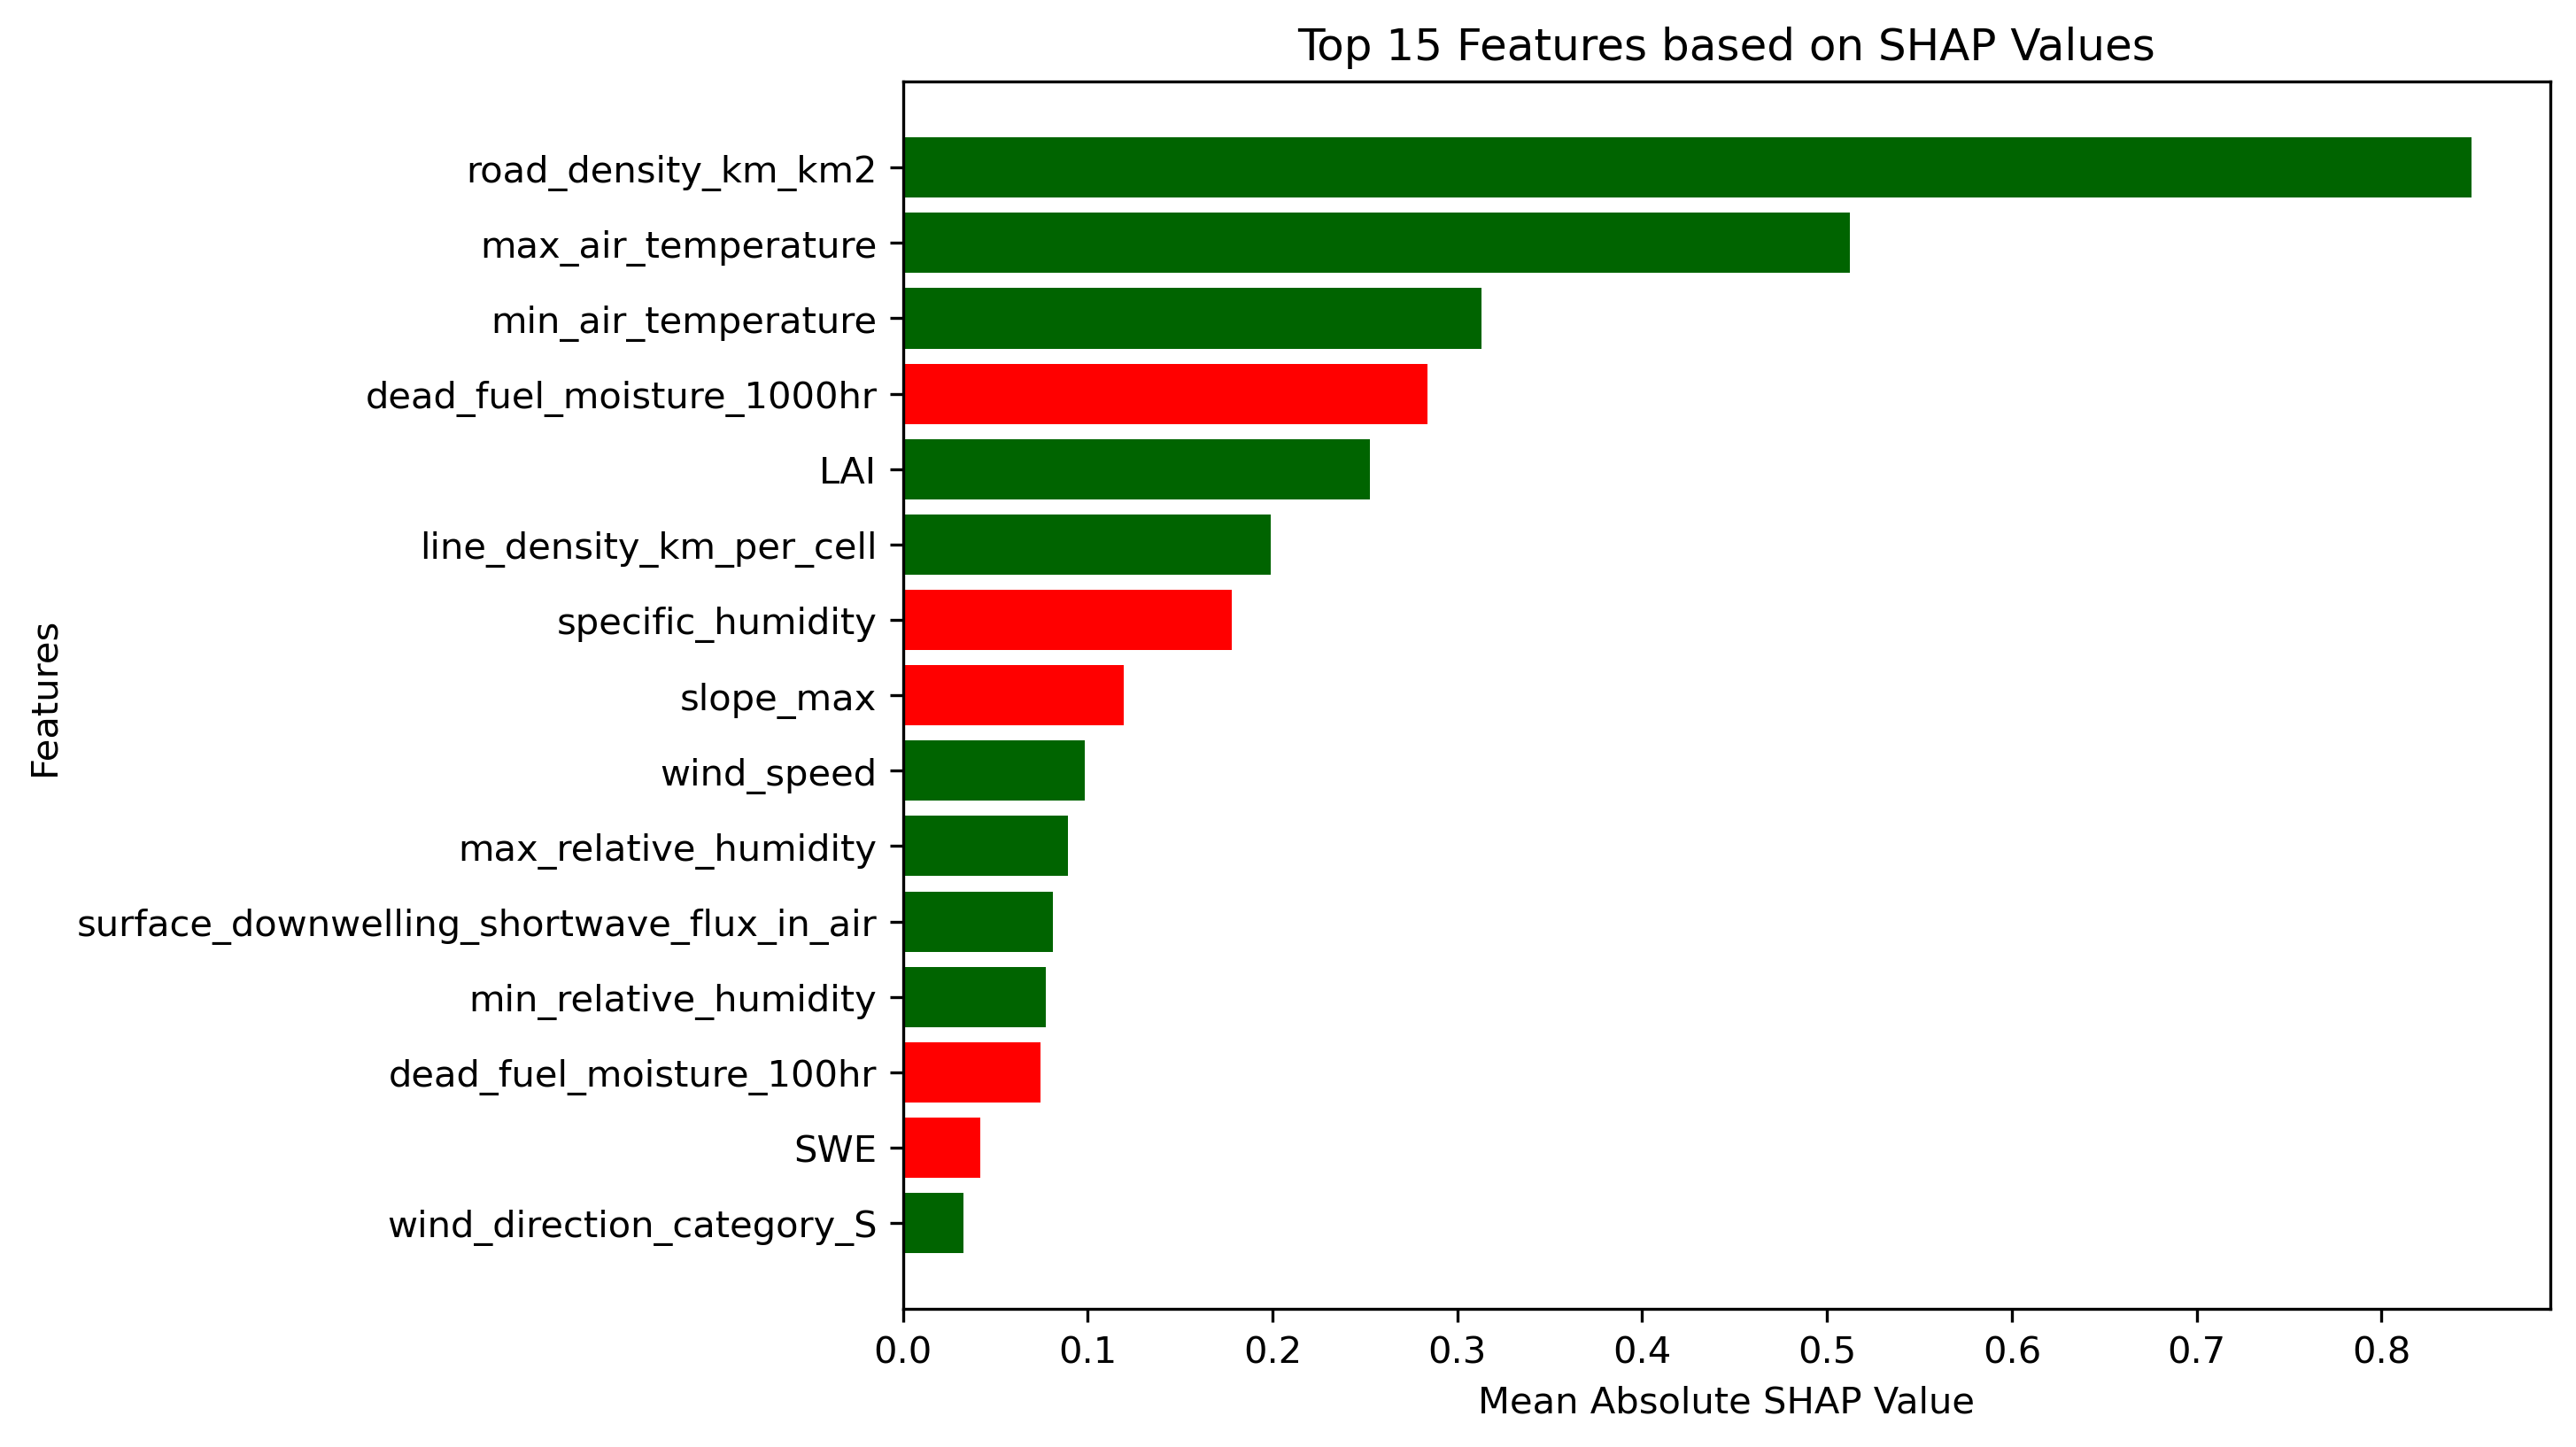 Top 15 Features based on SHAP Values
road_density_km_km2
max_air_temperature
min_air_temperature
dead_fuel_moisture_1000hr
LAI
line_density_km_per_cell
specific_humidity
slope_max
wind_speed
max_relative_humidity
surface_downwelling_shortwave_flux_in_air
min_relative_humidity
dead_fuel_moisture_100hr
SWE
wind_direction_category_S
Features
0.0 0.1 0.2 0.3 0.4 0.5 0.6 0.7 0.8
Mean Absolute SHAP Value